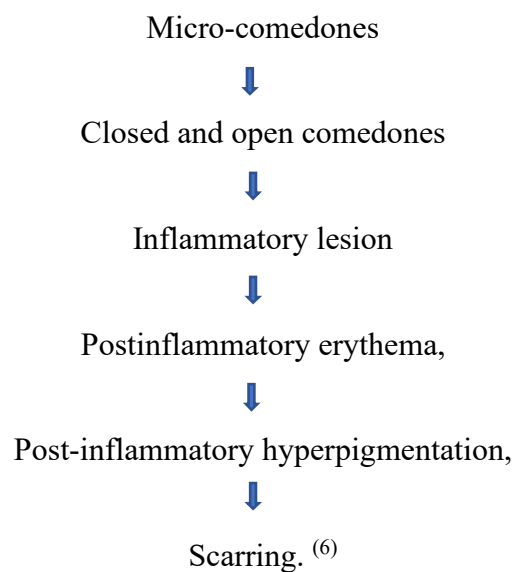 Micro-comedones
Closed and open comedones
Inflammatory lesion
Postinflammatory erythema,
Post-inflammatory hyperpigmentation,
Scarring. (6)